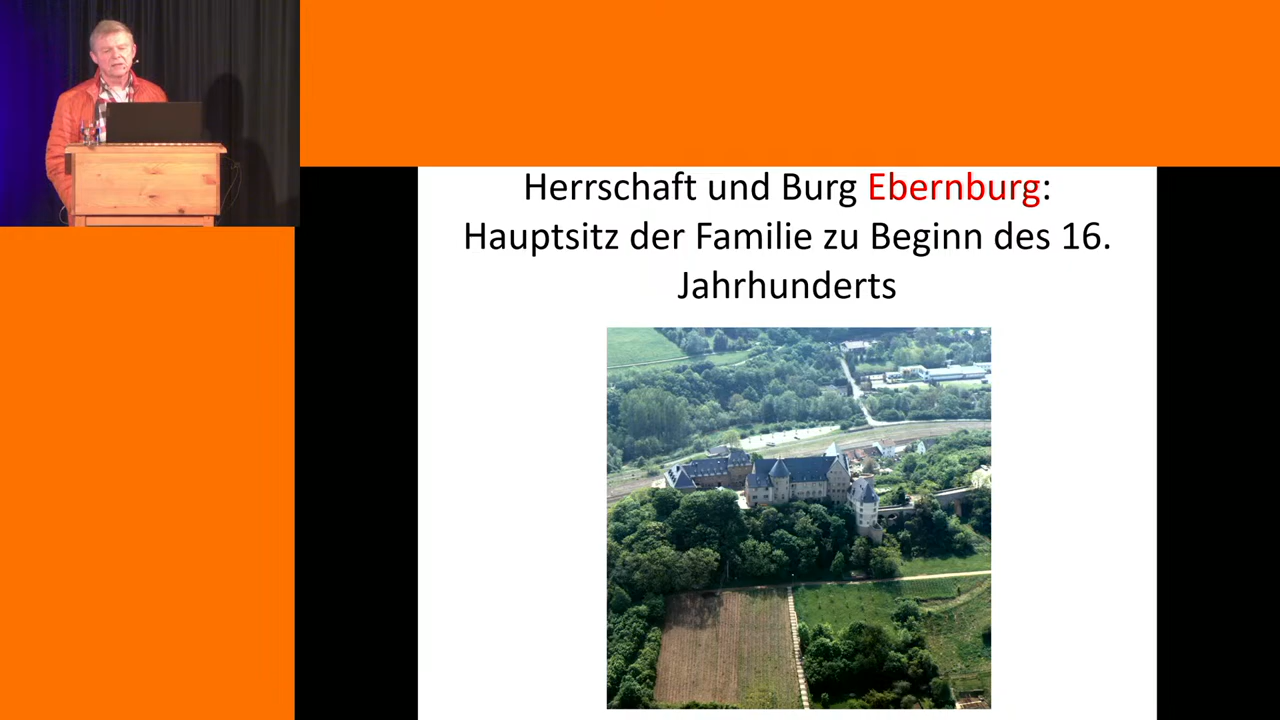 Herrschaft und Burg Ebernburg:
Hauptsitz der Familie zu Beginn des 16.
Jahrhunderts